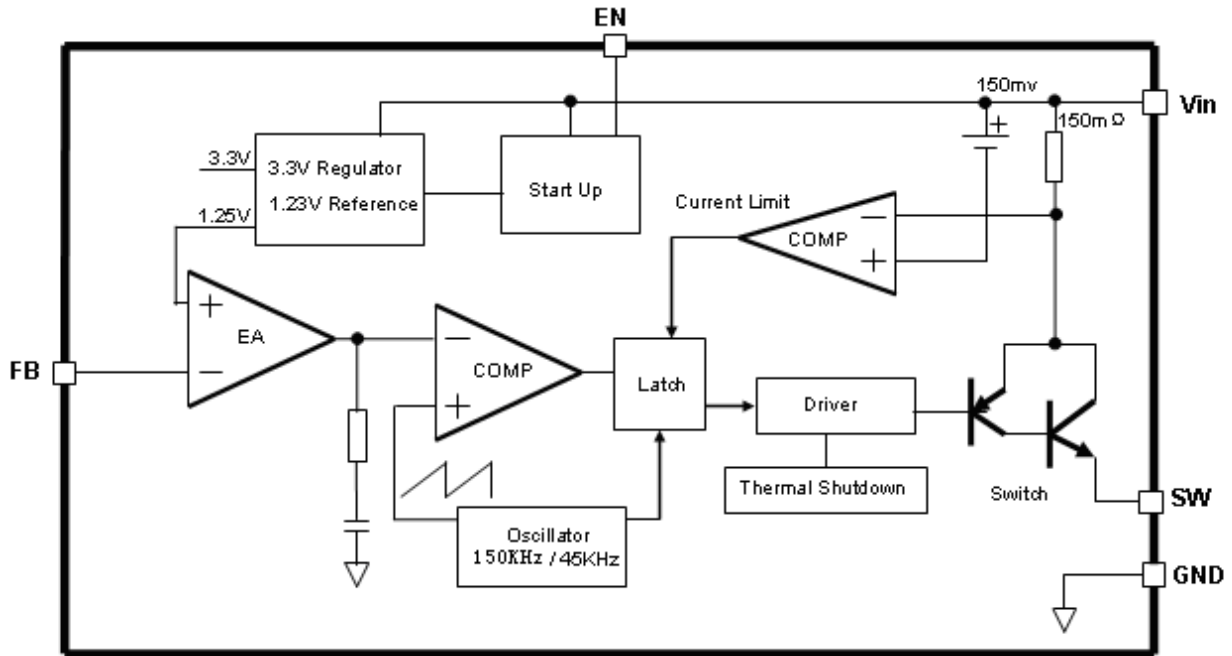 EN
150mv
Vin
150mΩ
3.3V
3.3V Regulator
1.23V Reference
1.25V
Start Up
Current Limit
COMP
−
+
+
+
EA
−
FB
−
COMP
+
Latch
Driver
Thermal Shutdown
Switch
SW
Oscillator
150KHz / 45KHz
GND